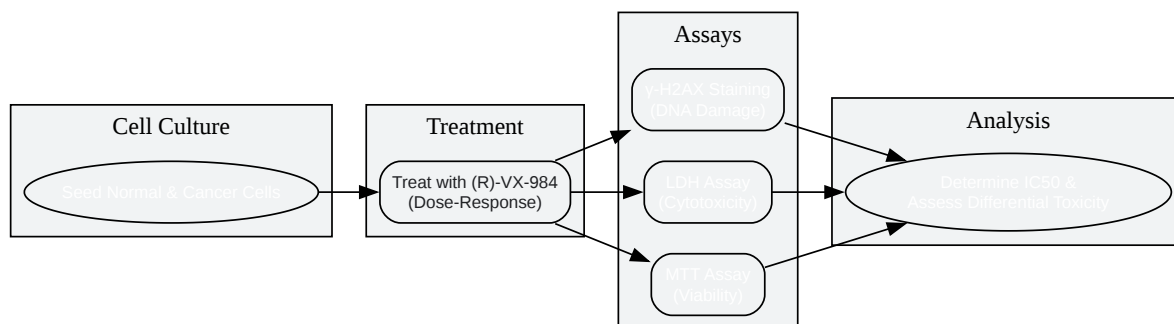 Cell Culture
Seed Normal & Cancer Cells
Treatment
Treat with (R)-VX-984
(Dose-Response)
Assays
γ-H2AX Staining
(DNA Damage)
LDH Assay
(Cytotoxicity)
MTT Assay
(Viability)
Analysis
Determine IC50 &
Assess Differential Toxicity